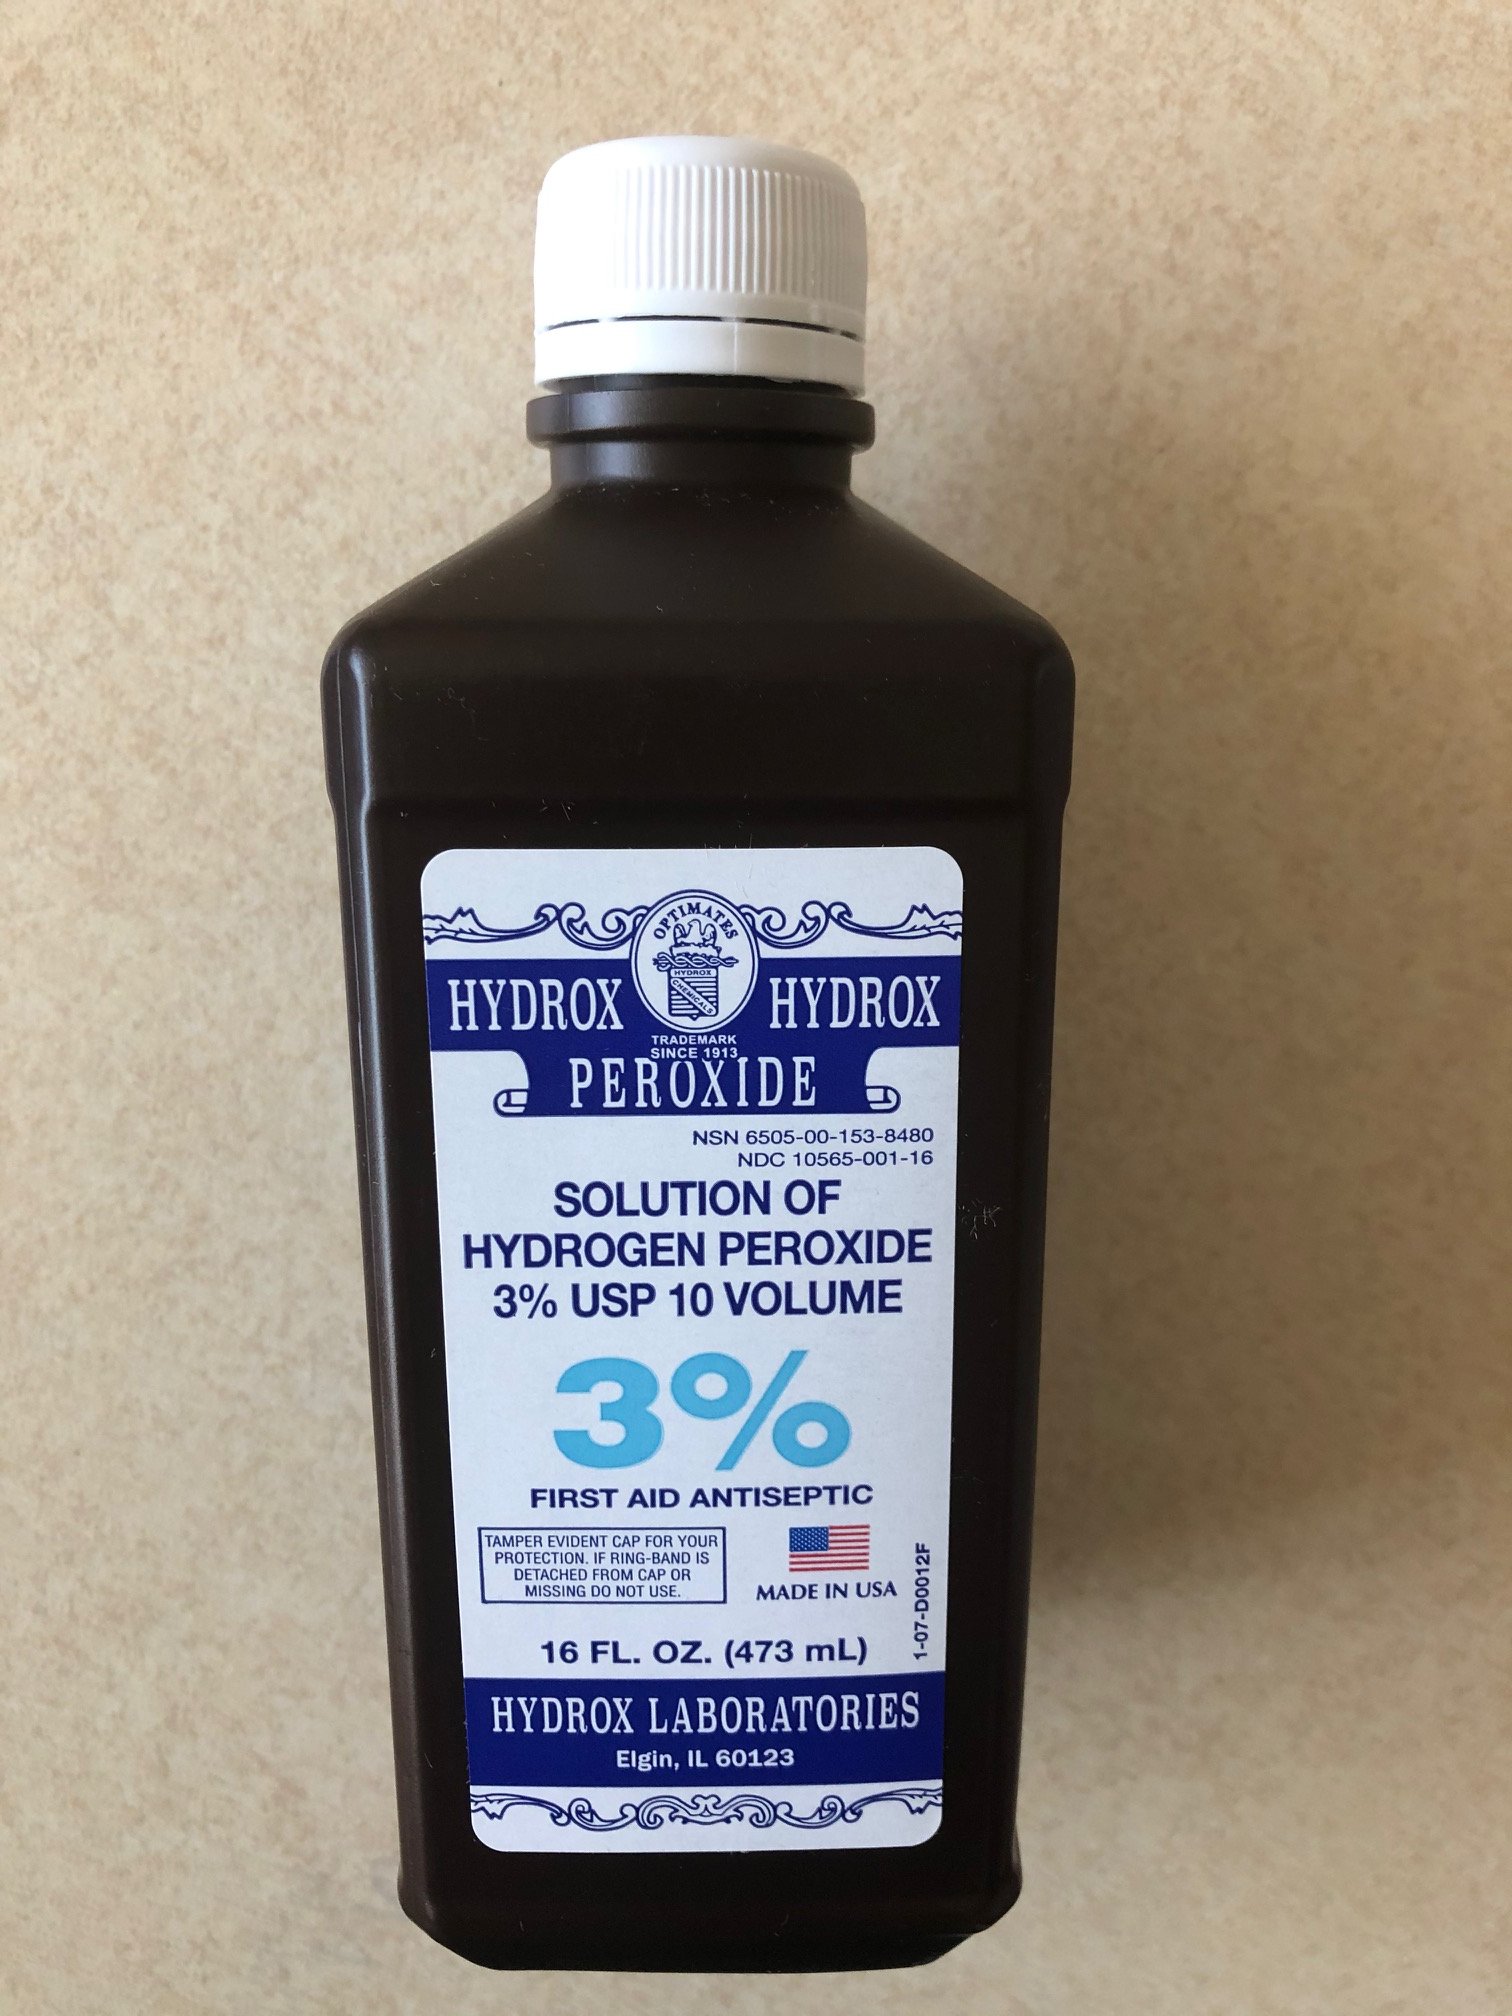 OPTIMATES
HYDROX
CHEMICALS
HYDROX HYDROX
TRADEMARK
SINCE 1913
PEROXIDE
NSN 6505-00-153-8480
NDC 10565-001-16
SOLUTION OF
HYDROGEN PEROXIDE
3% USP 10 VOLUME
3%
FIRST AID ANTISEPTIC
TAMPER EVIDENT CAP FOR YOUR
PROTECTION. IF RING-BAND IS
DETACHED FROM CAP OR
MISSING DO NOT USE.
MADE IN USA
1-07-D0012F
16 FL. OZ. (473 mL)
HYDROX LABORATORIES
Elgin, IL 60123